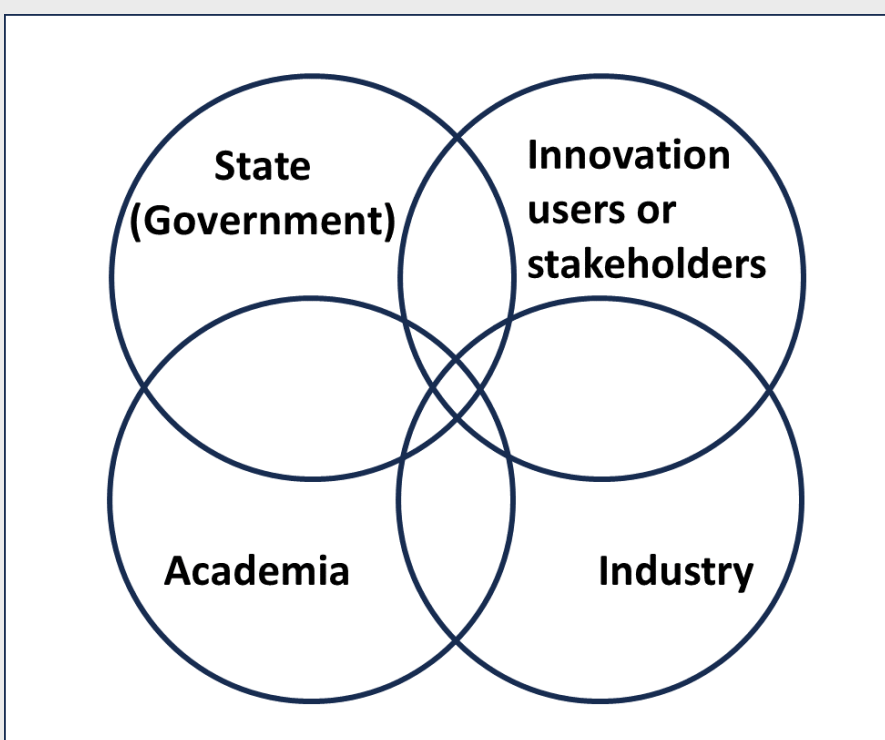 State
(Government)
Innovation
users or
stakeholders
Academia
Industry